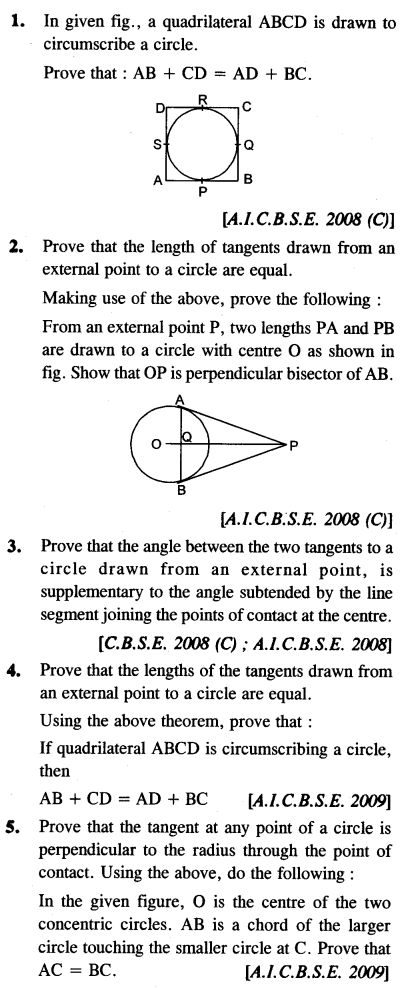 1. In given fig., a quadrilateral ABCD is drawn to
circumscribe a circle.
Prove that : AB + CD = AD + BC.
D R C
S Q
A P B
[A.I.C.B.S.E. 2008 (C)]
2. Prove that the length of tangents drawn from an
external point to a circle are equal.
Making use of the above, prove the following :
From an external point P, two lengths PA and PB
are drawn to a circle with centre O as shown in
fig. Show that OP is perpendicular bisector of AB.
A
O Q P
B
[A.I.C.B.S.E. 2008 (C)]
3. Prove that the angle between the two tangents to a
circle drawn from an external point, is
supplementary to the angle subtended by the line
segment joining the points of contact at the centre.
[C.B.S.E. 2008 (C) ; A.I.C.B.S.E. 2008]
4. Prove that the lengths of the tangents drawn from
an external point to a circle are equal.
Using the above theorem, prove that :
If quadrilateral ABCD is circumscribing a circle,
then
AB + CD = AD + BC [A.I.C.B.S.E. 2009]
5. Prove that the tangent at any point of a circle is
perpendicular to the radius through the point of
contact. Using the above, do the following :
In the given figure, O is the centre of the two
concentric circles. AB is a chord of the larger
circle touching the smaller circle at C. Prove that
AC = BC. [A.I.C.B.S.E. 2009]